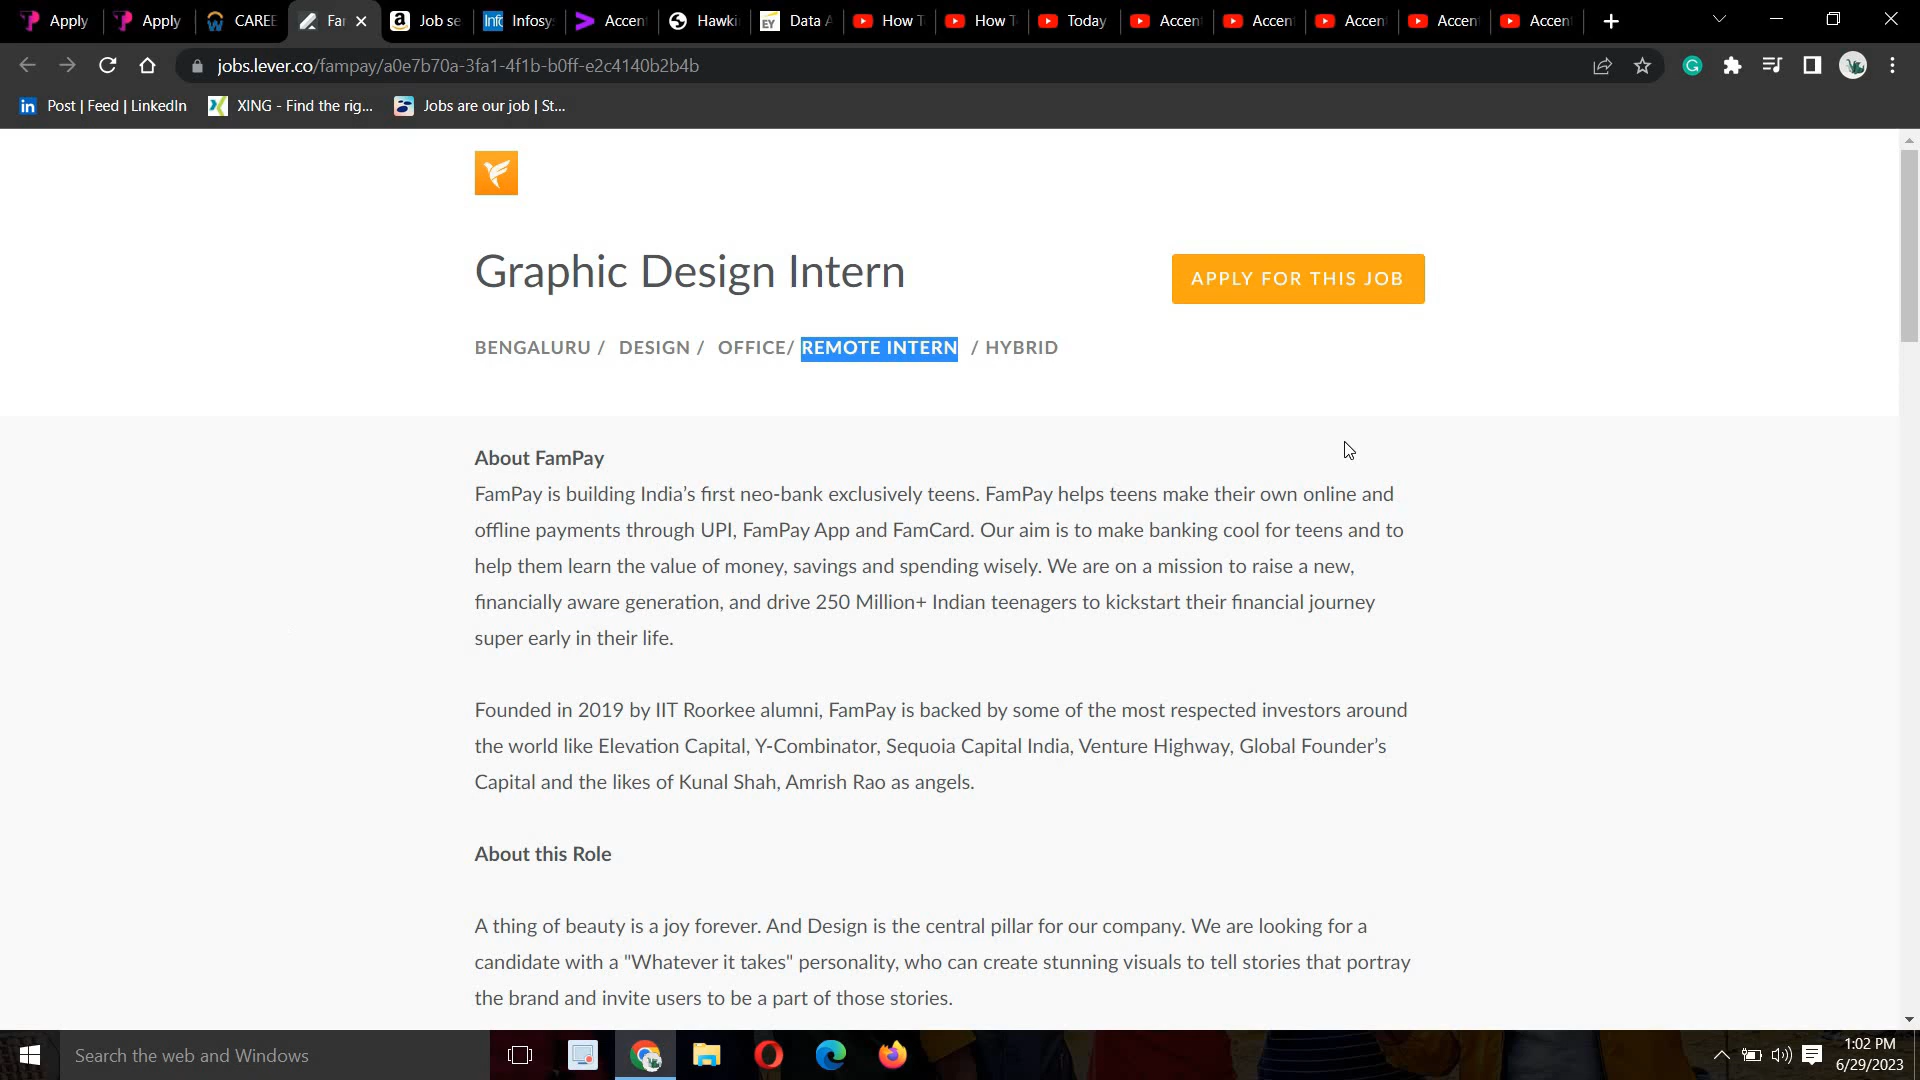 Apply
Apply
CAREE
Fa
Job se
Infosy
Accen
Hawki
Data A
How T
How T
Today
Accen
Accen
Accen
Accen
Accen
jobs.lever.co/fampay/a0e7b70a-3fa1-4f1b-b0ff-e2c4140b2b4b
Post | Feed | LinkedIn
XING - Find the rig...
Jobs are our job | St...
Graphic Design Intern
APPLY FOR THIS JOB
BENGALURU / DESIGN / OFFICE/ REMOTE INTERN / HYBRID
About FamPay
FamPay is building India’s first neo-bank exclusively teens. FamPay helps teens make their own online and
offline payments through UPI, FamPay App and FamCard. Our aim is to make banking cool for teens and to
help them learn the value of money, savings and spending wisely. We are on a mission to raise a new,
financially aware generation, and drive 250 Million+ Indian teenagers to kickstart their financial journey
super early in their life.
Founded in 2019 by IIT Roorkee alumni, FamPay is backed by some of the most respected investors around
the world like Elevation Capital, Y-Combinator, Sequoia Capital India, Venture Highway, Global Founder’s
Capital and the likes of Kunal Shah, Amrish Rao as angels.
About this Role
A thing of beauty is a joy forever. And Design is the central pillar for our company. We are looking for a
candidate with a "Whatever it takes" personality, who can create stunning visuals to tell stories that portray
the brand and invite users to be a part of those stories.
Search the web and Windows
1:02 PM
6/29/2023